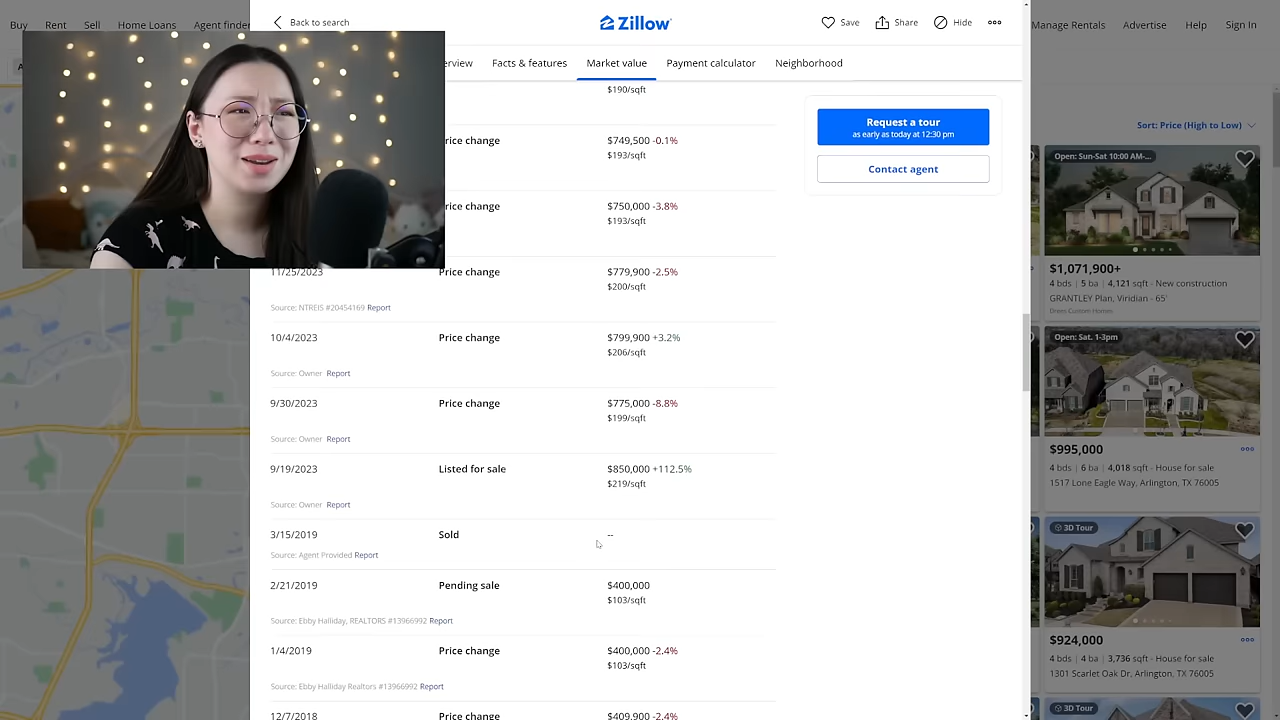 Buy
Rent
Sell
Home Loans
Agent finder
Back to search
Zillow
Save
Share
Hide
Manage Rentals
Advertise
Help
Sign In
erview
Facts & features
Market value
Payment calculator
Neighborhood
$190/sqft
rice change
$749,500 -0.1%
$193/sqft
rice change
$750,000 -3.8%
$193/sqft
11/25/2023
Price change
$779,900 -2.5%
$200/sqft
Source: NTREIS #20454169 Report
10/4/2023
Price change
$799,900 +3.2%
$206/sqft
Source: Owner Report
9/30/2023
Price change
$775,000 -8.8%
$199/sqft
Source: Owner Report
9/19/2023
Listed for sale
$850,000 +112.5%
$219/sqft
Source: Owner Report
3/15/2019
Sold
--
Source: Agent Provided Report
2/21/2019
Pending sale
$400,000
$103/sqft
Source: Ebby Halliday, REALTORS #13966992 Report
1/4/2019
Price change
$400,000 -2.4%
$103/sqft
Source: Ebby Halliday Realtors #13966992 Report
12/7/2018
Price change
$409,900 -2.4%
Request a tour
as early as today at 12:30 pm
Contact agent
Sort: Price (High to Low)
Open: Sun-Sat 10:00 AM-...
$1,071,900+
4 bds | 5 ba | 4,121 sqft - New construction
GRANTLEY Plan, Viridian - 65'
Drees Custom Homes
Open: Sat. 1-3pm
$995,000
4 bds | 6 ba | 4,018 sqft - House for sale
1517 Lone Eagle Way, Arlington, TX 76005
3D Tour
$924,000
4 bds | 4 ba | 3,736 sqft - House for sale
1301 Scarlet Oak Dr, Arlington, TX 76005
3D Tour